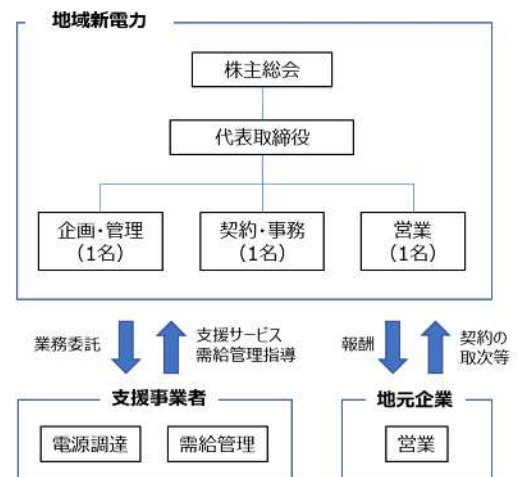 地域新電力
株主総会
代表取締役
企画・管理
(1名)
契約・事務
(1名)
営業
(1名)
業務委託
支援サービス
需給管理指導
報酬
契約の
取次等
支援事業者
電源調達
需給管理
地元企業
営業